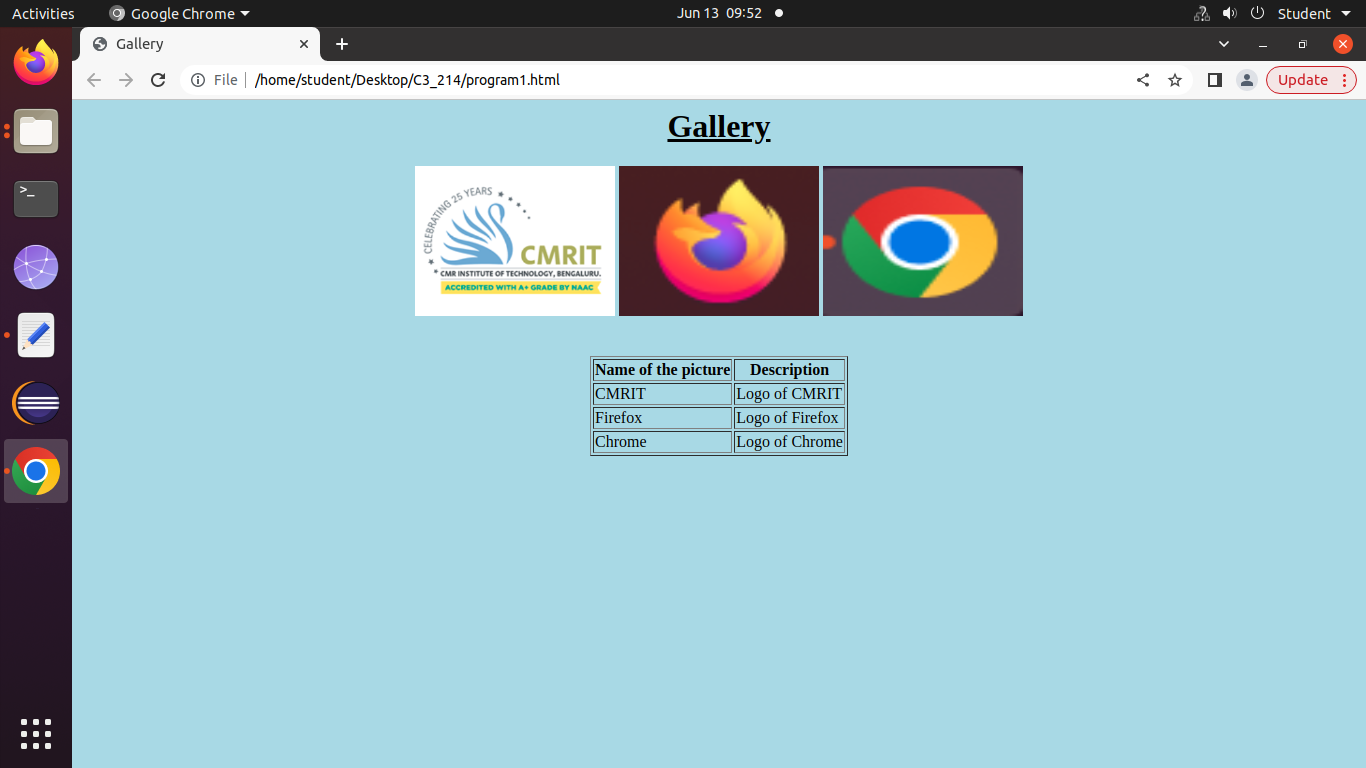 Activities Google Chrome Jun 13 09:52 Student
Gallery
File /home/student/Desktop/C3_214/program1.html Update
Gallery
CELEBRATING 25 YEARS
CMRIT
CMR INSTITUTE OF TECHNOLOGY, BENGALURU.
ACCREDITED WITH A+ GRADE BY NAAC
Name of the picture Description
CMRIT Logo of CMRIT
Firefox Logo of Firefox
Chrome Logo of Chrome